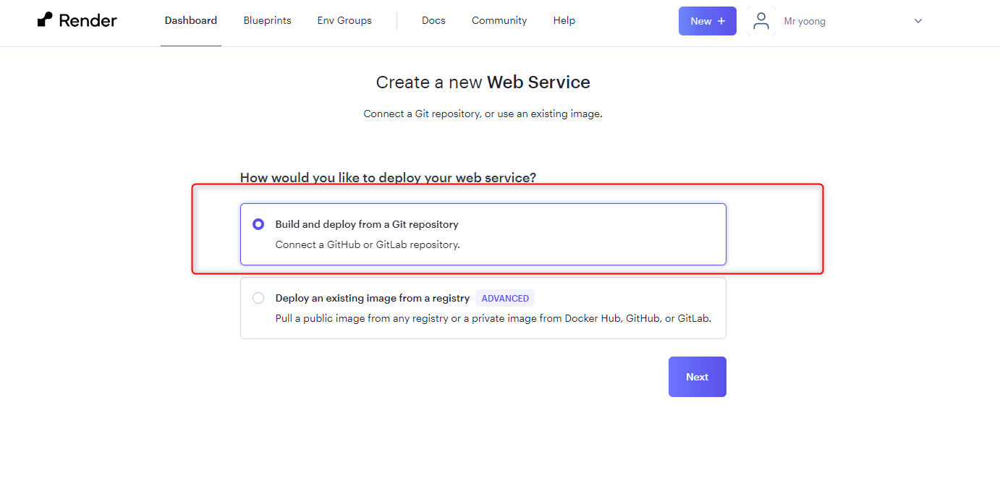 Render Dashboard Blueprints Env Groups Docs Community Help New + Mr yoong
Create a new Web Service
Connect a Git repository, or use an existing image.
How would you like to deploy your web service?
Build and deploy from a Git repository
Connect a GitHub or GitLab repository.
Deploy an existing image from a registry ADVANCED
Pull a public image from any registry or a private image from Docker Hub, GitHub, or GitLab.
Next